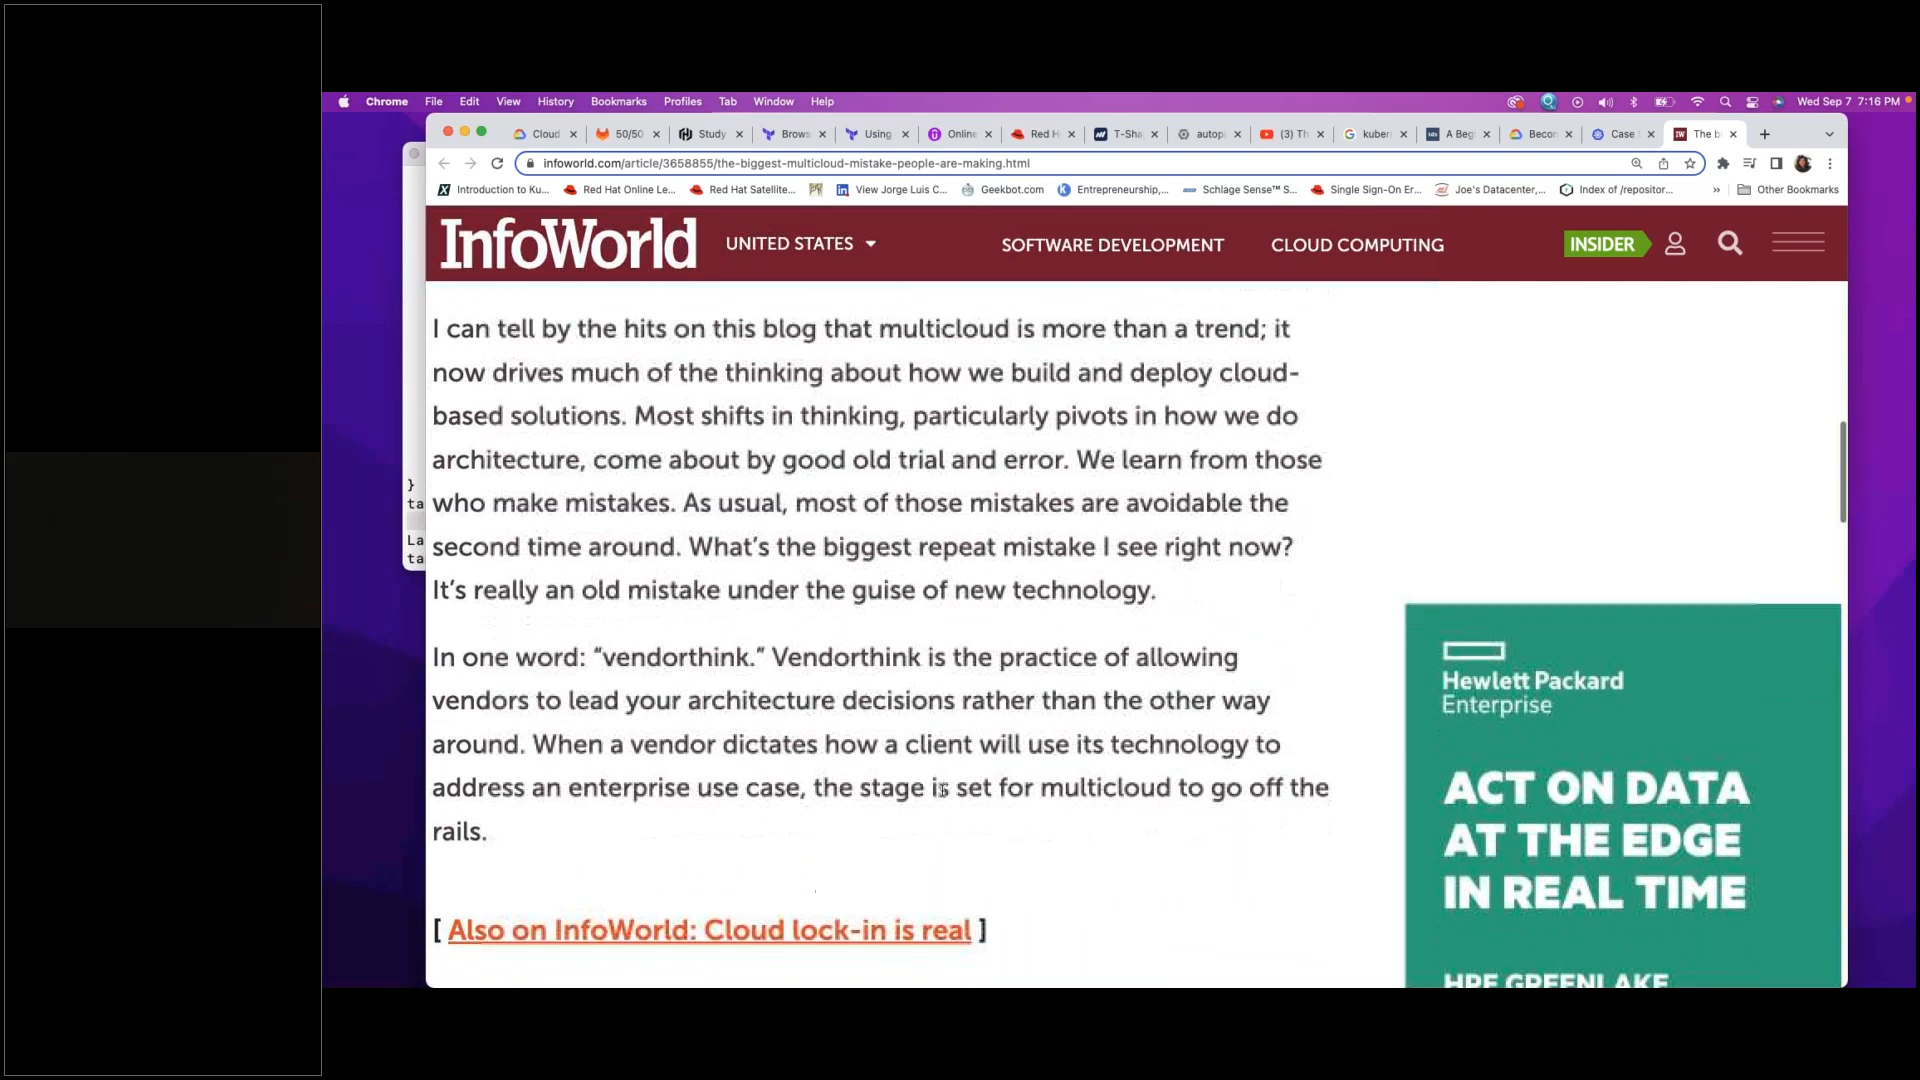 Chrome File Edit View History Bookmarks Profiles Tab Window Help
Wed Sep 7 7:16 PM
Cloud
50/50
Study
Brows
Using
Online
Red H
T-Sha
autop
(3) Th
kuber
A Beg
Becor
Case
The b
infoworld.com/article/3658855/the-biggest-multicloud-mistake-people-are-making.html
Introduction to Ku...
Red Hat Online Le...
Red Hat Satellite...
View Jorge Luis C...
Geekbot.com
Entrepreneurship,...
Schlage Sense™ S...
Single Sign-On Er...
Joe's Datacenter,...
Index of /repositor...
»
Other Bookmarks
InfoWorld
UNITED STATES
SOFTWARE DEVELOPMENT
CLOUD COMPUTING
INSIDER
}
ta
La
ta
I can tell by the hits on this blog that multicloud is more than a trend; it
now drives much of the thinking about how we build and deploy cloud-
based solutions. Most shifts in thinking, particularly pivots in how we do
architecture, come about by good old trial and error. We learn from those
who make mistakes. As usual, most of those mistakes are avoidable the
second time around. What’s the biggest repeat mistake I see right now?
It’s really an old mistake under the guise of new technology.
In one word: “vendorthink.” Vendorthink is the practice of allowing
vendors to lead your architecture decisions rather than the other way
around. When a vendor dictates how a client will use its technology to
address an enterprise use case, the stage is set for multicloud to go off the
rails.
[ Also on InfoWorld: Cloud lock-in is real ]
Hewlett Packard
Enterprise
ACT ON DATA
AT THE EDGE
IN REAL TIME
HPE GREENLAKE